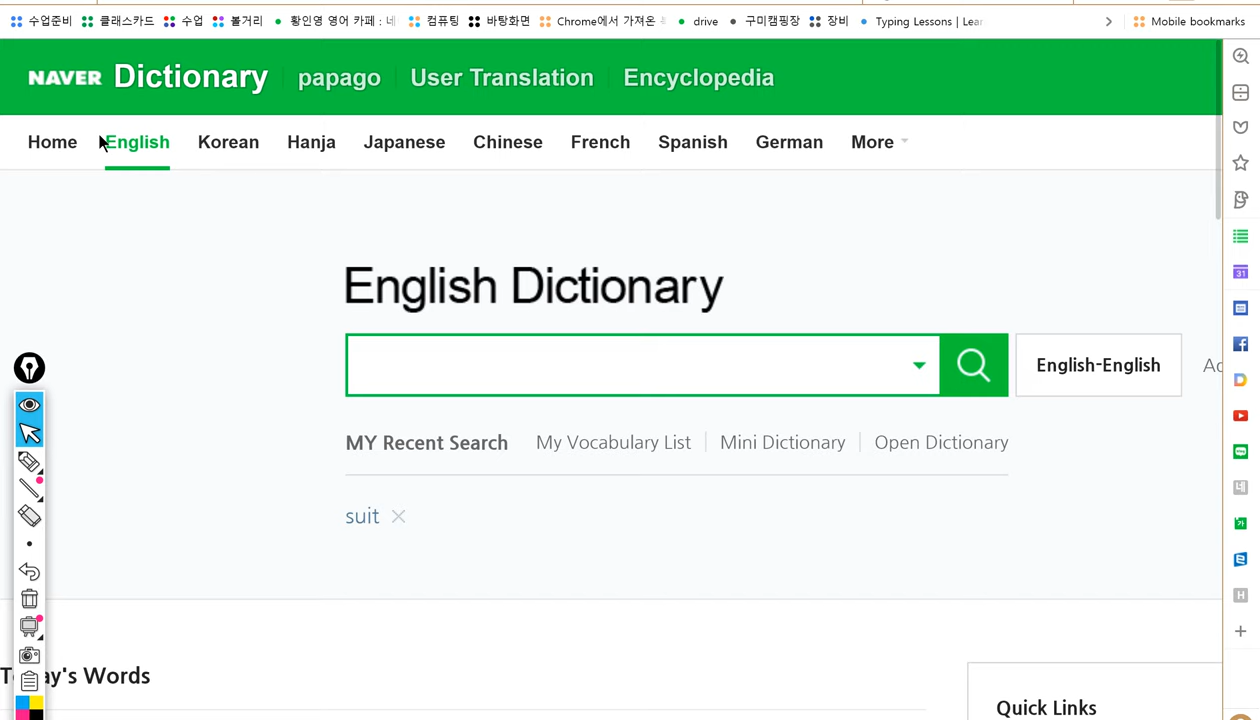 수업준비 클래스카드 수업 볼거리 황인영 영어 카페 : 네 컴퓨팅 바탕화면 Chrome에서 가져온 drive 구미캠핑장 장비 Typing Lessons | Lear Mobile bookmarks
NAVER Dictionary papago User Translation Encyclopedia
Home English Korean Hanja Japanese Chinese French Spanish German More
English Dictionary
English-English
MY Recent Search My Vocabulary List Mini Dictionary Open Dictionary
suit
Today's Words
Quick Links